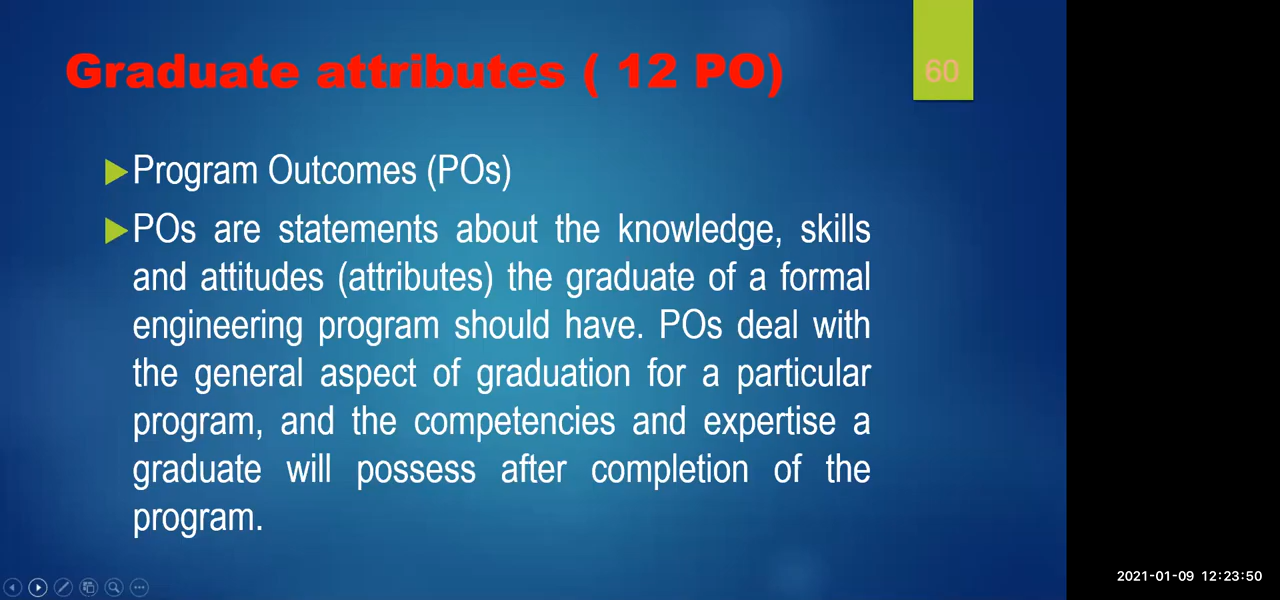 Graduate attributes ( 12 PO)
60
Program Outcomes (POs)
POs are statements about the knowledge, skills
and attitudes (attributes) the graduate of a formal
engineering program should have. POs deal with
the general aspect of graduation for a particular
program, and the competencies and expertise a
graduate will possess after completion of the
program.
2021-01-09 12:23:50